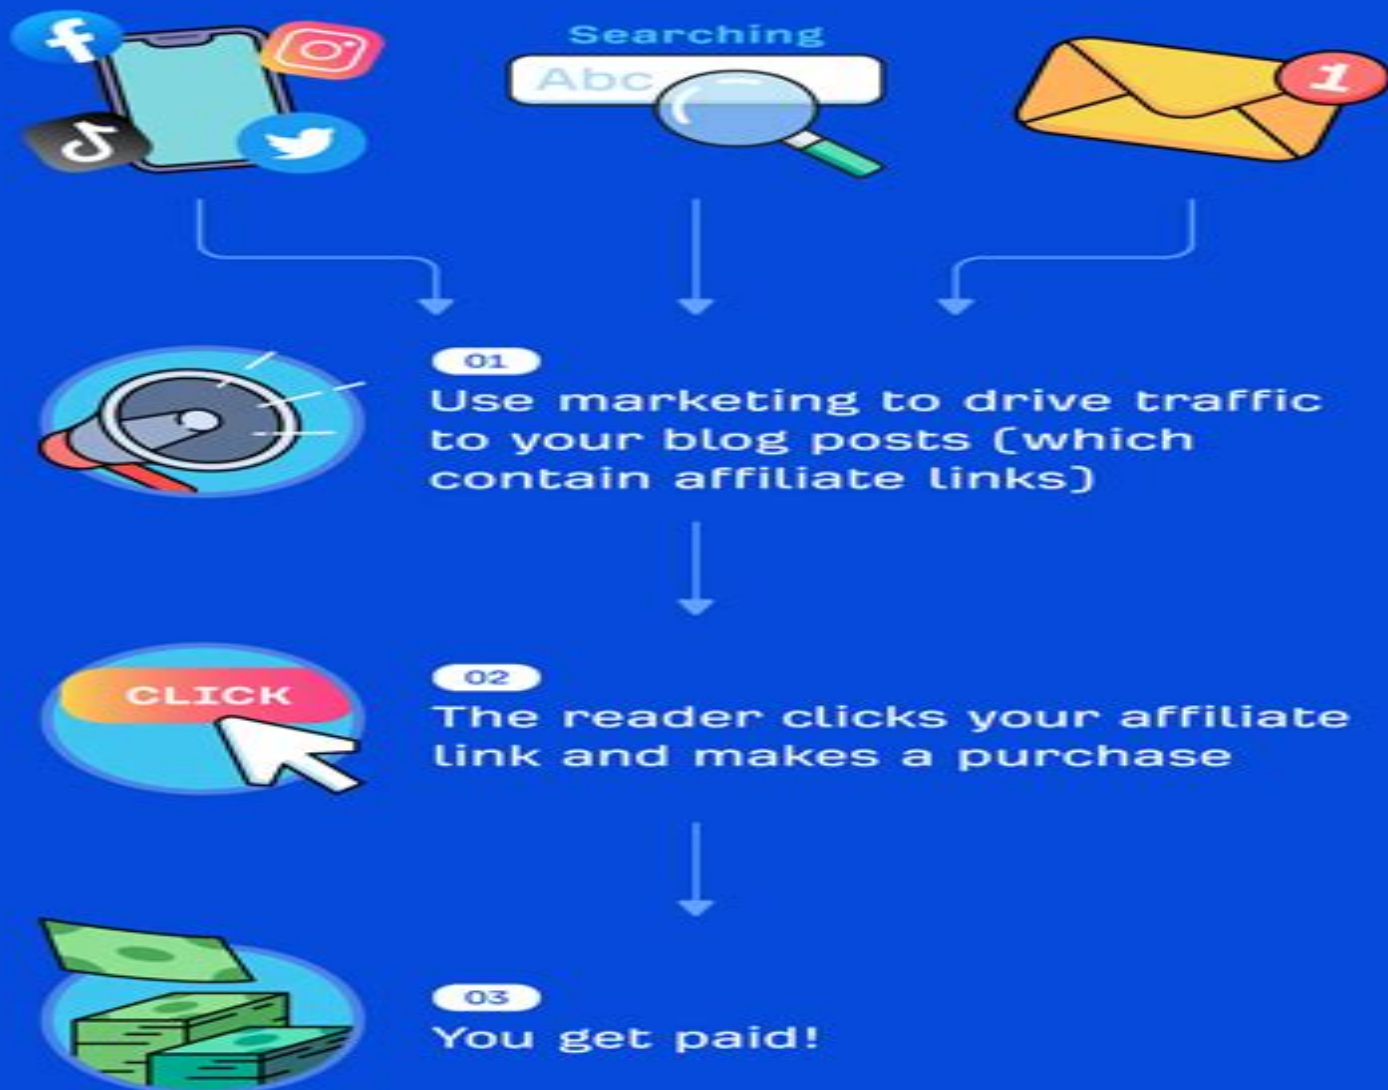 Searching
Abc
1
01
Use marketing to drive traffic
to your blog posts (which
contain affiliate links)
CLICK
02
The reader clicks your affiliate
link and makes a purchase
03
You get paid!